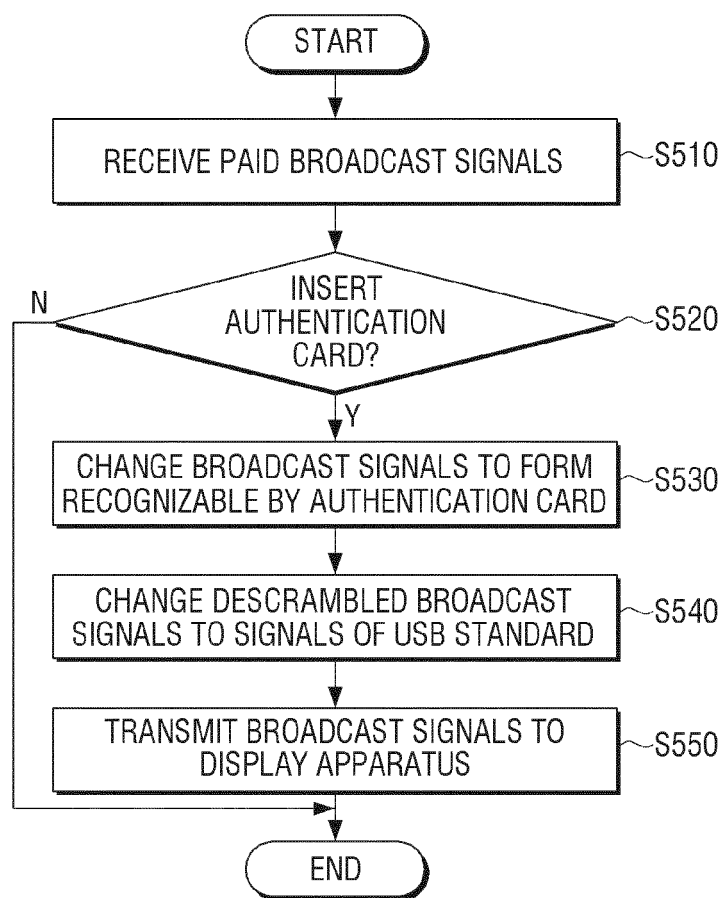 START
RECEIVE PAID BROADCAST SIGNALS
S510
INSERT
AUTHENTICATION
CARD?
S520
N
Y
CHANGE BROADCAST SIGNALS TO FORM
RECOGNIZABLE BY AUTHENTICATION CARD
S530
CHANGE DESCRAMBLED BROADCAST
SIGNALS TO SIGNALS OF USB STANDARD
S540
TRANSMIT BROADCAST SIGNALS TO
DISPLAY APPARATUS
S550
END